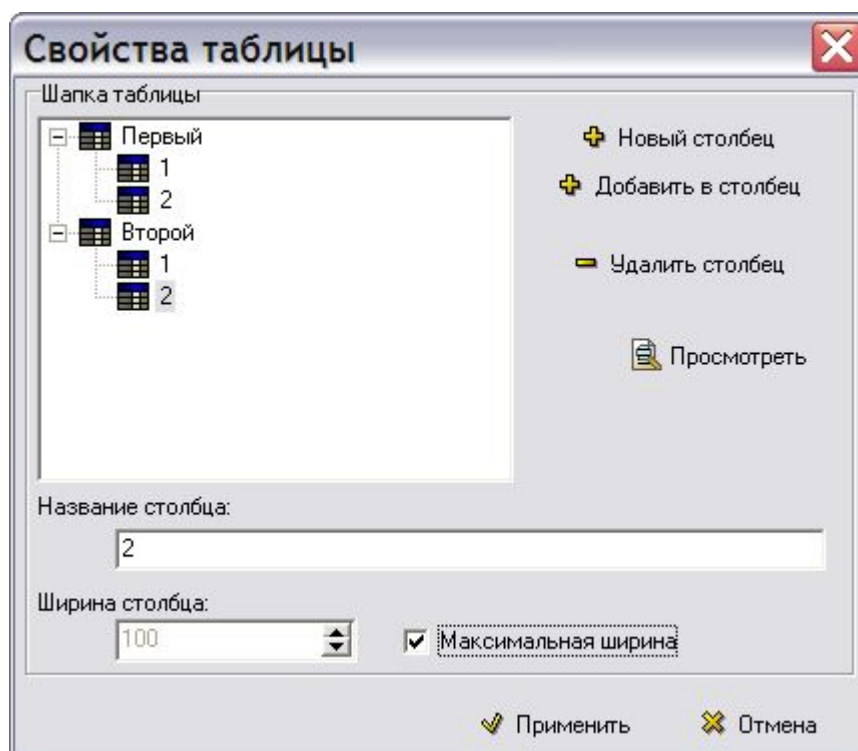 Свойства таблицы
Шапка таблицы
Первый
1
2
Второй
1
2
Новый столбец
Добавить в столбец
Удалить столбец
Просмотреть
Название столбца:
2
Ширина столбца:
100
Максимальная ширина
Применить
Отмена